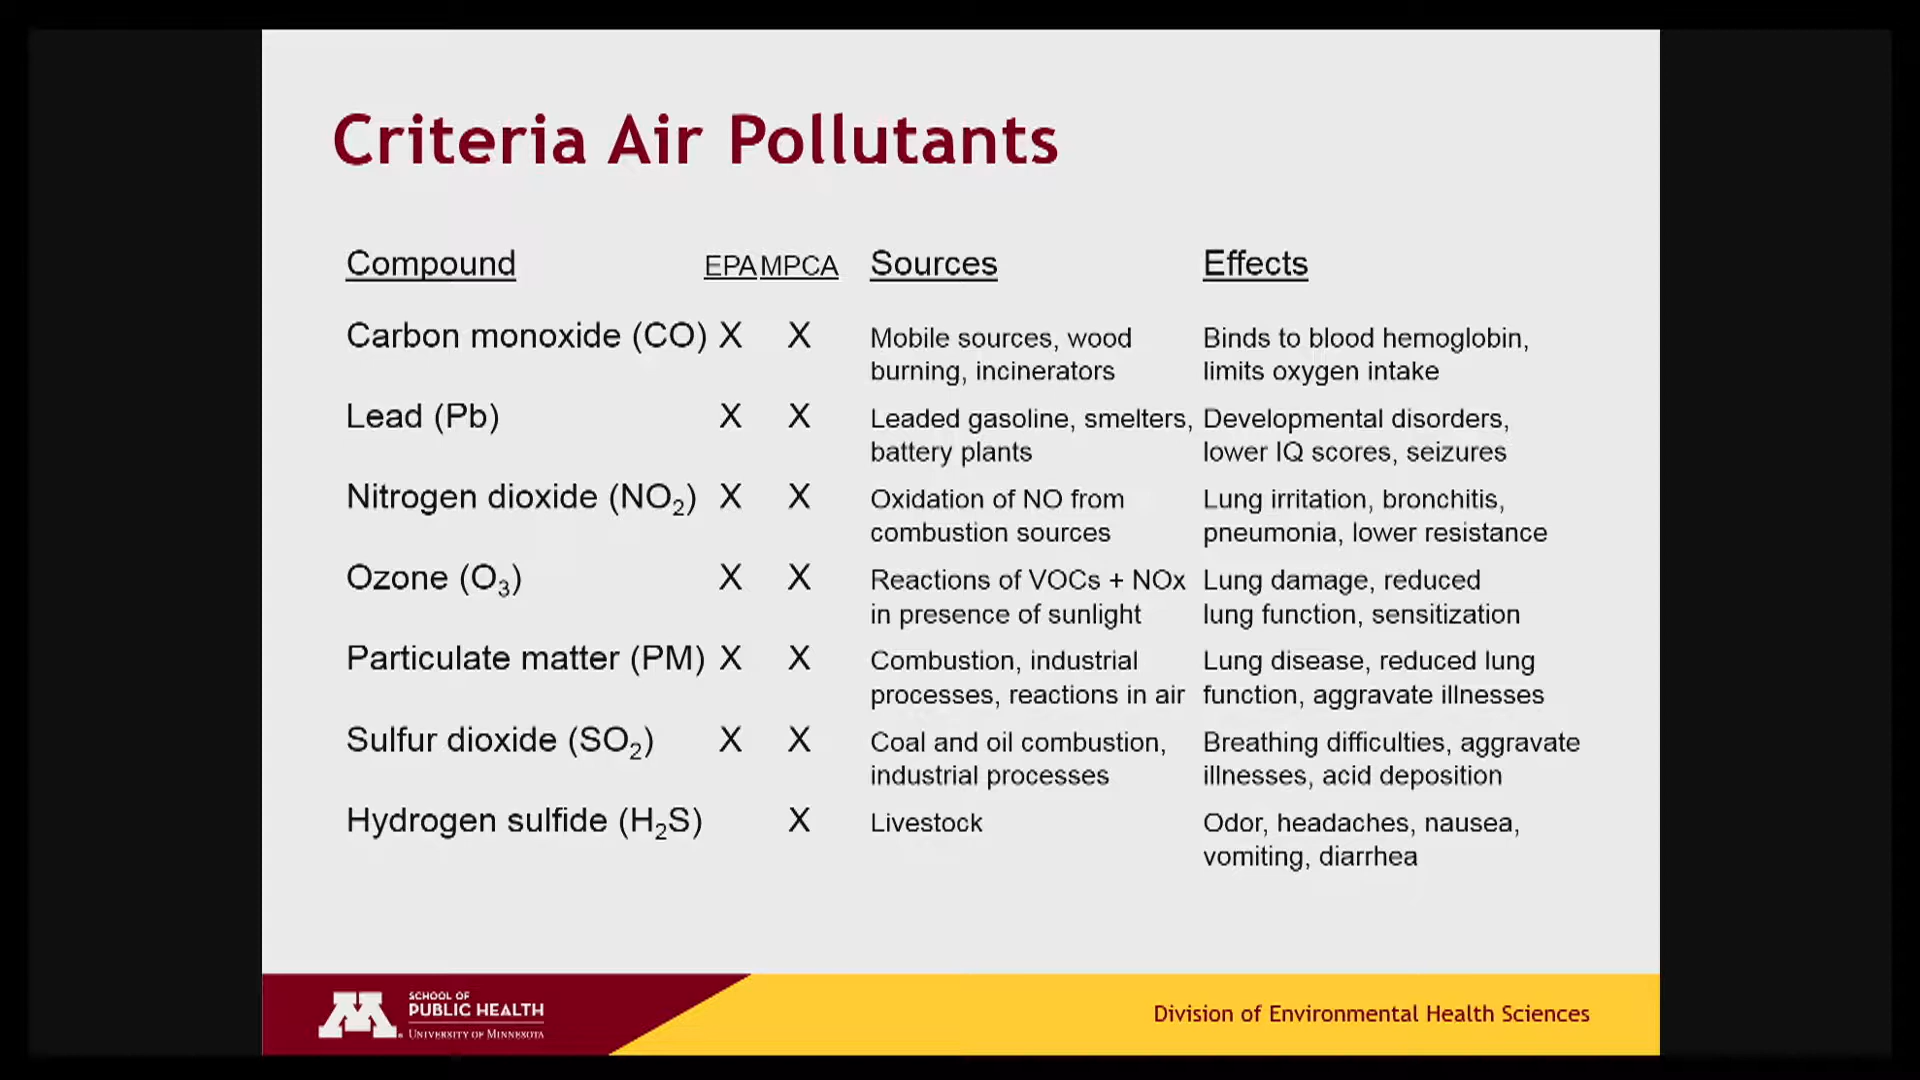 Criteria Air Pollutants
Compound EPA MPCA Sources Effects
Carbon monoxide (CO) X X Mobile sources, wood Binds to blood hemoglobin,
burning, incinerators limits oxygen intake
Lead (Pb) X X Leaded gasoline, smelters, Developmental disorders,
battery plants lower IQ scores, seizures
Nitrogen dioxide (NO₂) X X Oxidation of NO from Lung irritation, bronchitis,
combustion sources pneumonia, lower resistance
Ozone (O₃) X X Reactions of VOCs + NOx Lung damage, reduced
in presence of sunlight lung function, sensitization
Particulate matter (PM) X X Combustion, industrial Lung disease, reduced lung
processes, reactions in air function, aggravate illnesses
Sulfur dioxide (SO₂) X X Coal and oil combustion, Breathing difficulties, aggravate
industrial processes illnesses, acid deposition
Hydrogen sulfide (H₂S) X Livestock Odor, headaches, nausea,
vomiting, diarrhea
M SCHOOL OF
PUBLIC HEALTH
UNIVERSITY OF MINNESOTA
Division of Environmental Health Sciences